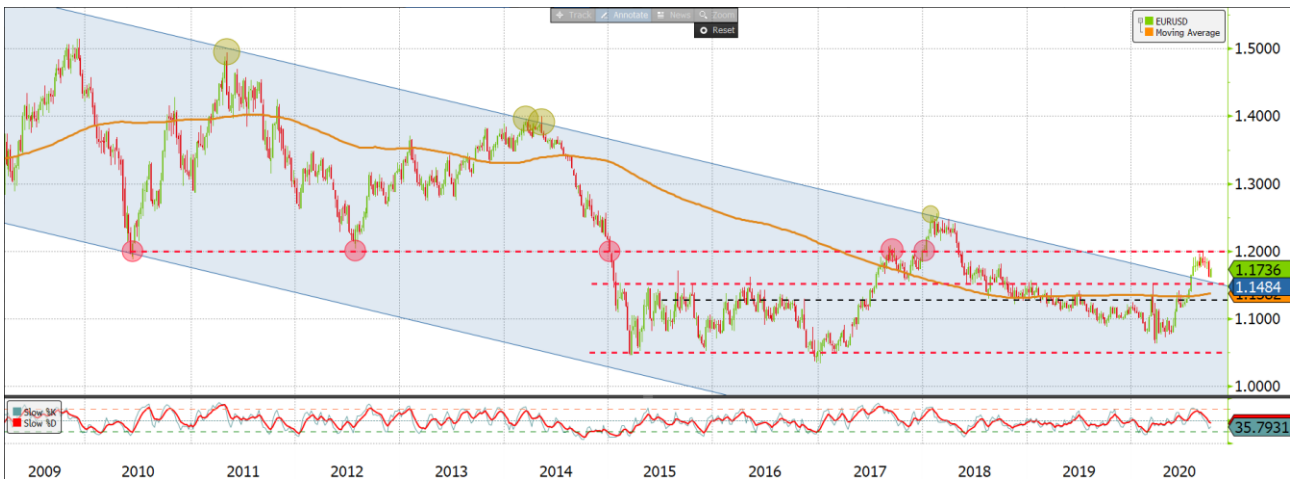 Track Annotate News Zoom
Reset
EURUSD
Moving Average
1.5000
1.4000
1.3000
1.2000
1.1736
1.1484
1.1000
1.0000
Slow %K
Slow %D
35.7931
2009 2010 2011 2012 2013 2014 2015 2016 2017 2018 2019 2020